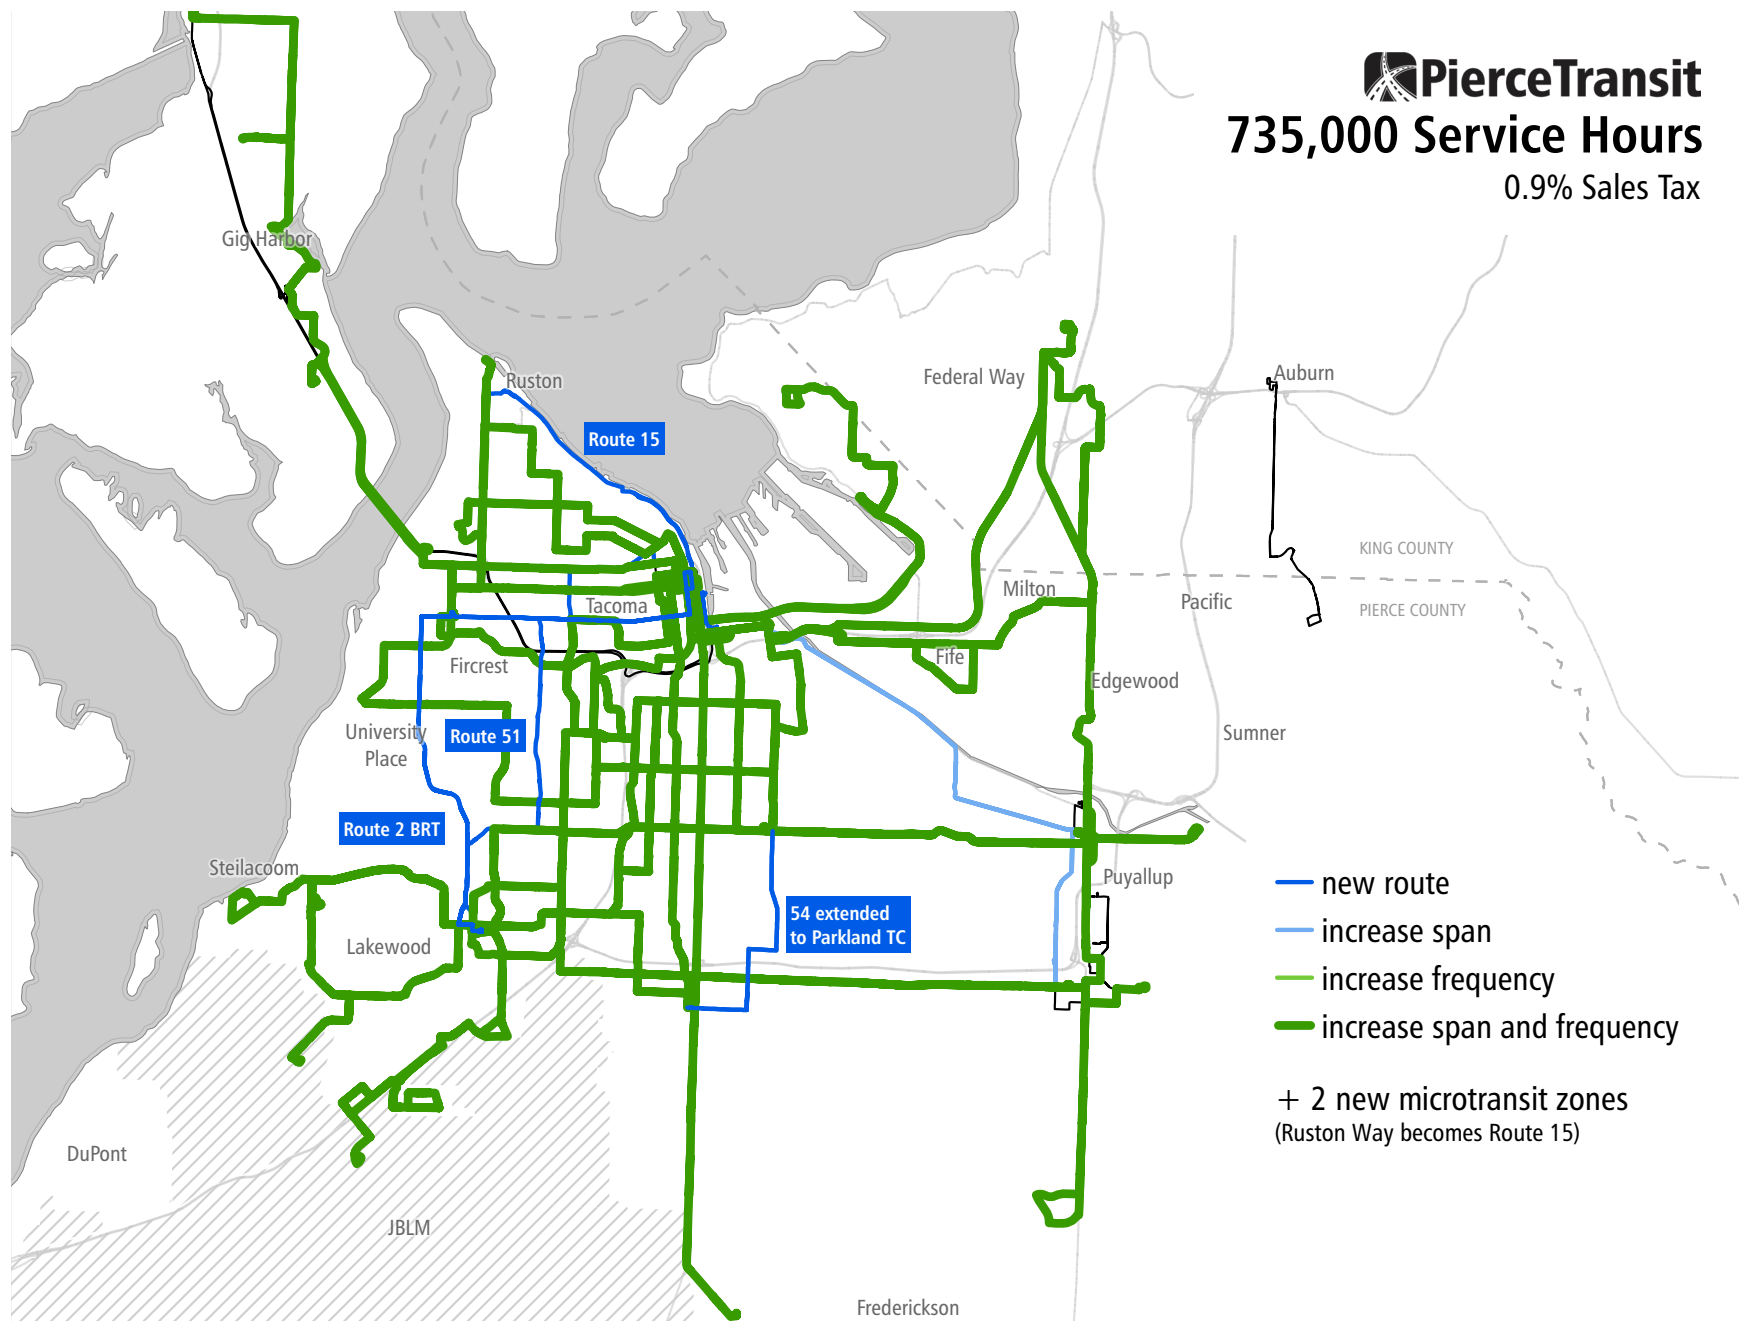 PierceTransit
735,000 Service Hours
0.9% Sales Tax
Gig Harbor
Ruston
Federal Way
Auburn
Route 15
KING COUNTY
Milton
Pacific
PIERCE COUNTY
Tacoma
Fircrest
Fife
Edgewood
University
Place
Route 51
Sumner
Route 2 BRT
Steilacoom
Puyallup
54 extended
to Parkland TC
Lakewood
new route
increase span
increase frequency
increase span and frequency
+ 2 new microtransit zones
(Ruston Way becomes Route 15)
DuPont
JBLM
Frederickson